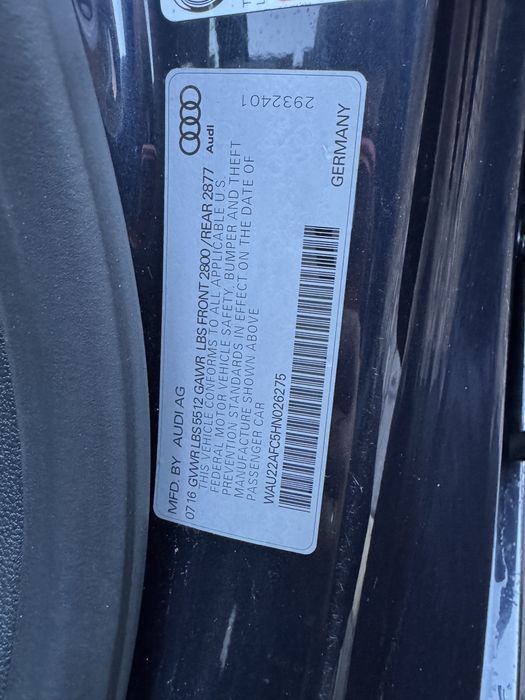 MFD. BY AUDI AG
Audi
07 16 GVWR LBS 5512 GAWR LBS FRONT 2800 / REAR 2877
THIS VEHICLE CONFORMS TO ALL APPLICABLE U.S.
FEDERAL MOTOR VEHICLE SAFETY, BUMPER AND THEFT
PREVENTION STANDARDS IN EFFECT ON THE DATE OF
MANUFACTURE SHOWN ABOVE
PASSENGER CAR
WAU22AFC5HN026275
GERMANY
2932401